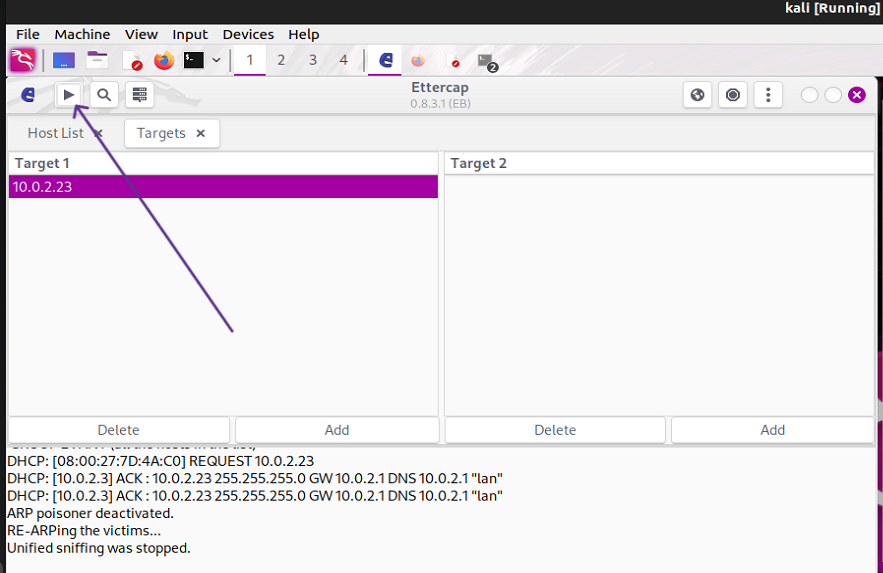 kali [Running]
File Machine View Input Devices Help
1 2 3 4 2
Ettercap
0.8.3.1 (EB)
Host List Targets
Target 1 Target 2
10.0.2.23
Delete Add Delete Add
DHCP: [08:00:27:7D:4A:C0] REQUEST 10.0.2.23
DHCP: [10.0.2.3] ACK : 10.0.2.23 255.255.255.0 GW 10.0.2.1 DNS 10.0.2.1 "lan"
DHCP: [10.0.2.3] ACK : 10.0.2.23 255.255.255.0 GW 10.0.2.1 DNS 10.0.2.1 "lan"
ARP poisoner deactivated.
RE-ARPing the victims...
Unified sniffing was stopped.